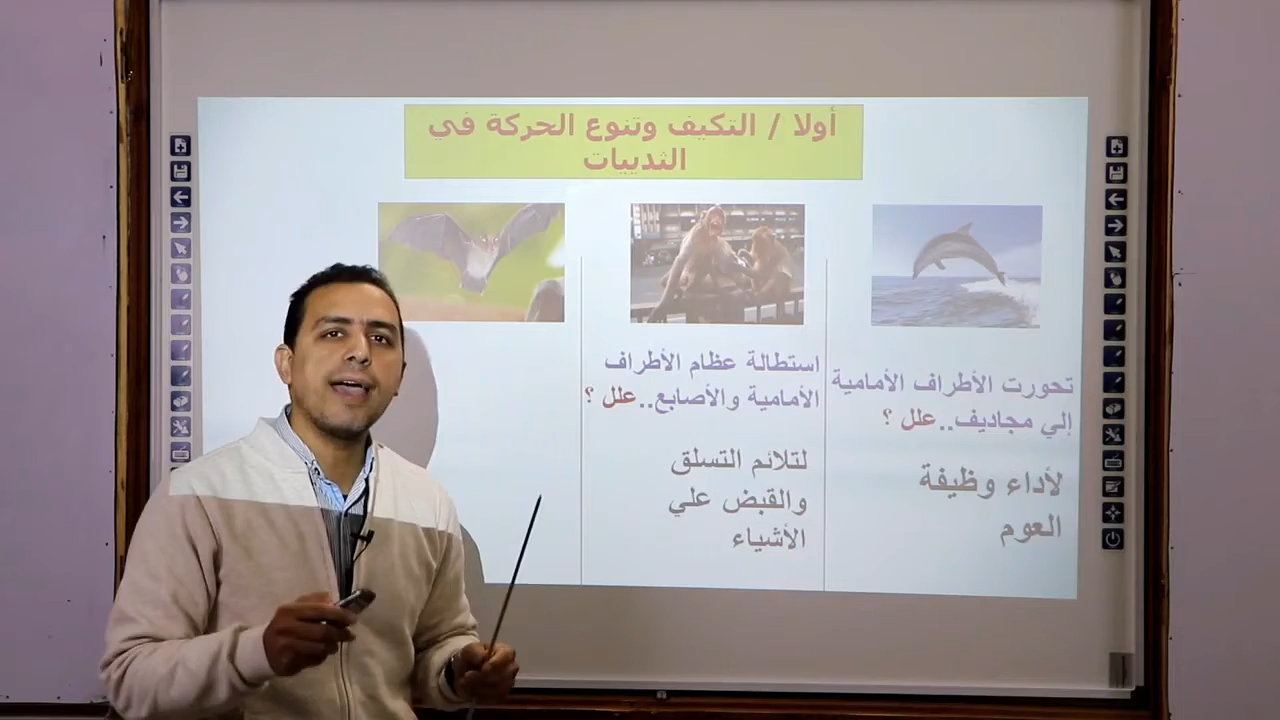 أولا / التكيف وتنوع الحركة في
الثدييات
تحورت الأطراف الأمامية
إلي مجاديف..علل ؟
لأداء وظيفة
العوم
استطالة عظام الأطراف
الأمامية والأصابع..علل ؟
لتلائم التسلق
والقبض علي
الأشياء